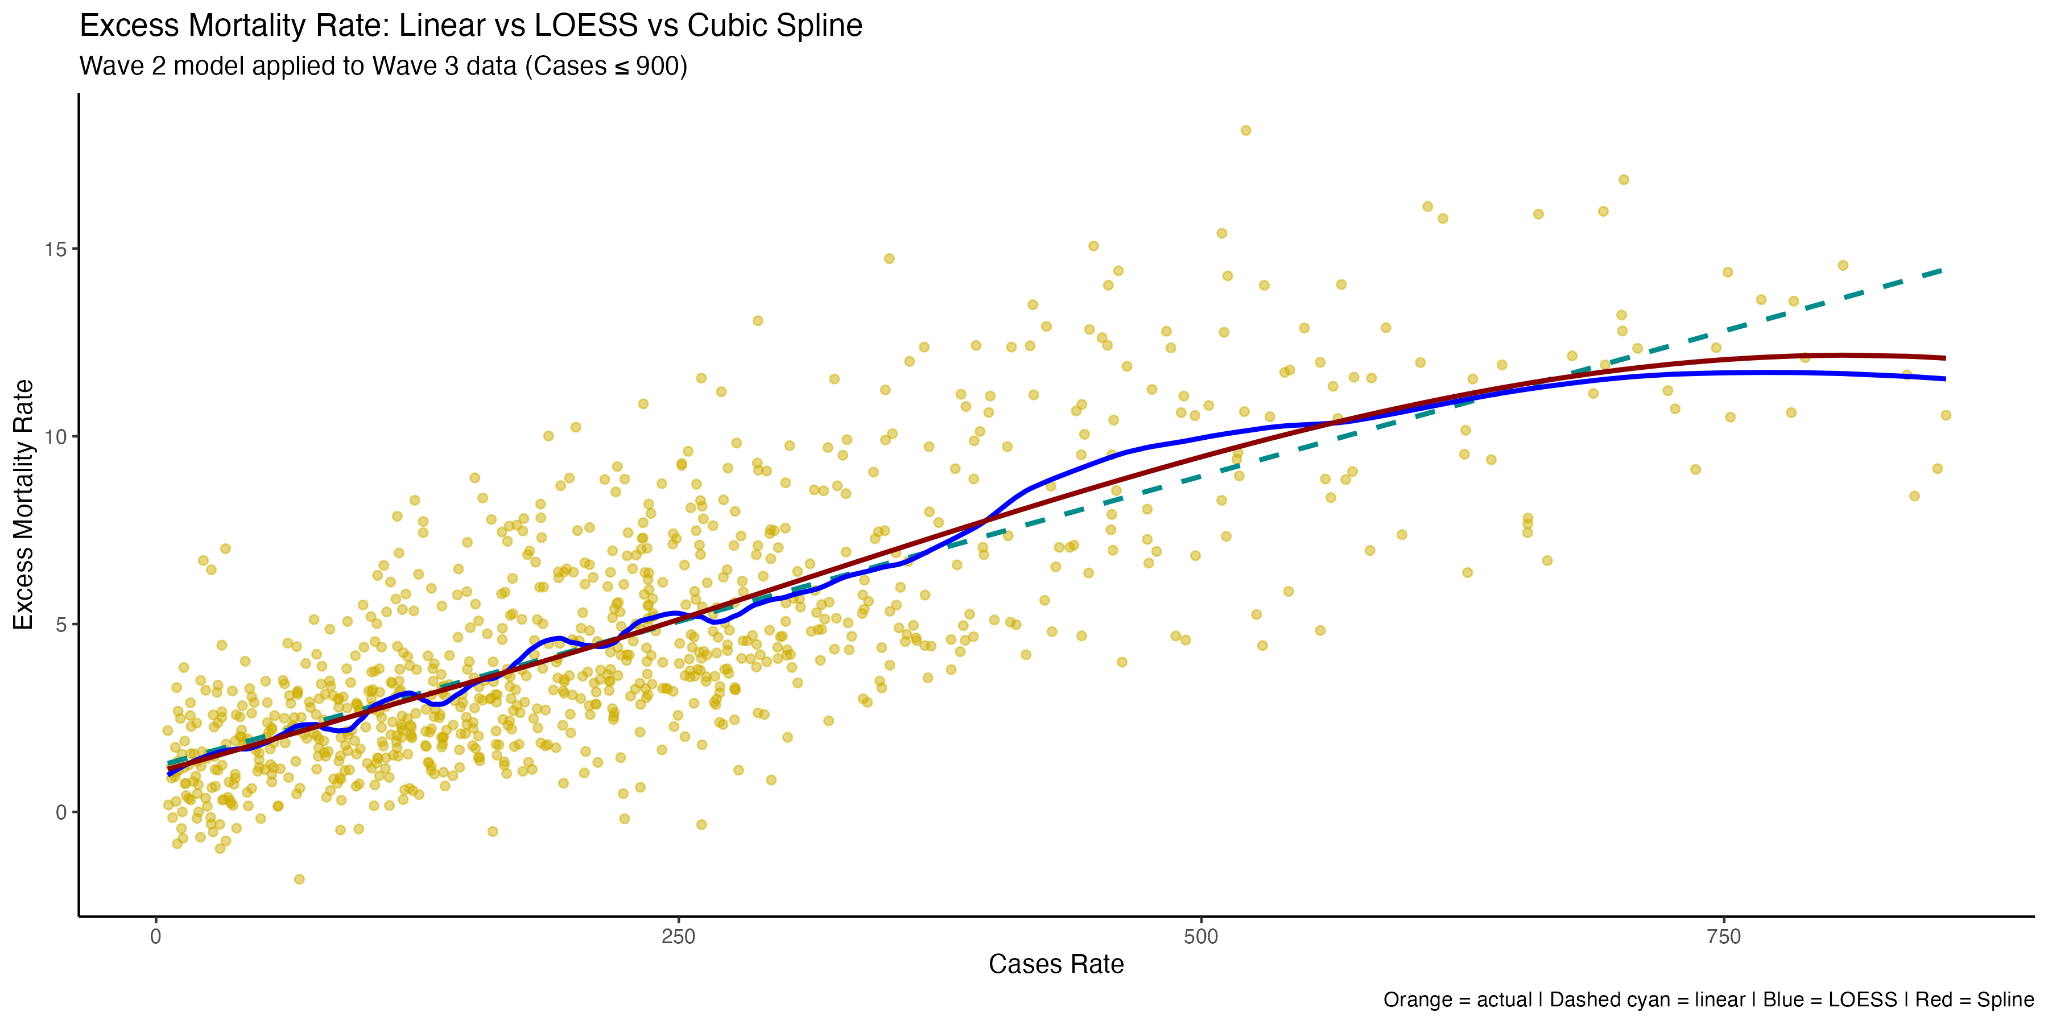 Excess Mortality Rate: Linear vs LOESS vs Cubic Spline
Wave 2 model applied to Wave 3 data (Cases ≤ 900)
Excess Mortality Rate
15
10
5
0
0 250 500 750
Cases Rate
Orange = actual | Dashed cyan = linear | Blue = LOESS | Red = Spline